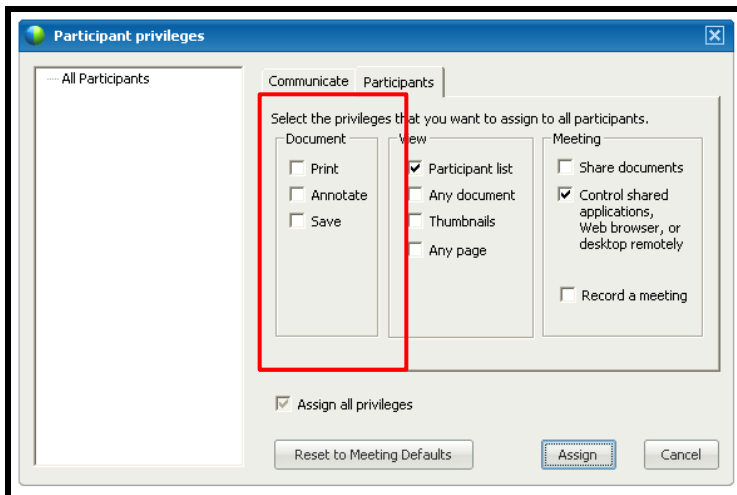 Participant privileges
All Participants
Communicate
Participants
Select the privileges that you want to assign to all participants.
Document
Print
Annotate
Save
View
Participant list
Any document
Thumbnails
Any page
Meeting
Share documents
Control shared
applications,
Web browser, or
desktop remotely
Record a meeting
Assign all privileges
Reset to Meeting Defaults
Assign
Cancel